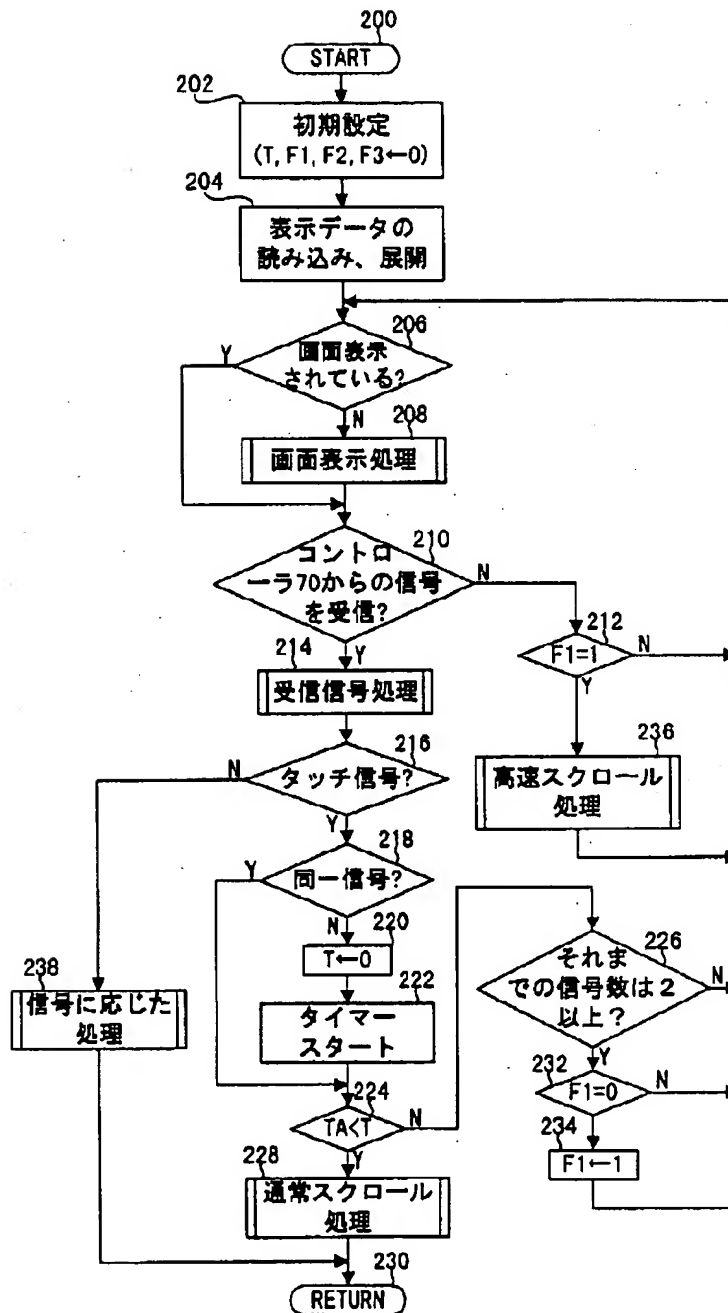 200
START
202
初期設定
(T, F1, F2, F3←0)
204
表示データの
読み込み、展開
206
Y
画面表示
されている?
N
208
画面表示処理
210
コントロ
ーラ70からの信号
を受信?
N
Y
212
F1=1
N
Y
214
受信信号処理
236
高速スクロール
処理
216
N
タッチ信号?
Y
218
Y
同一信号?
N
220
T←0
222
タイマー
スタート
226
それま
での信号数は2
以上?
N
Y
238
信号に応じた
処理
224
TA<T
N
Y
232
F1=0
N
Y
234
F1←1
228
通常スクロール
処理
230
RETURN